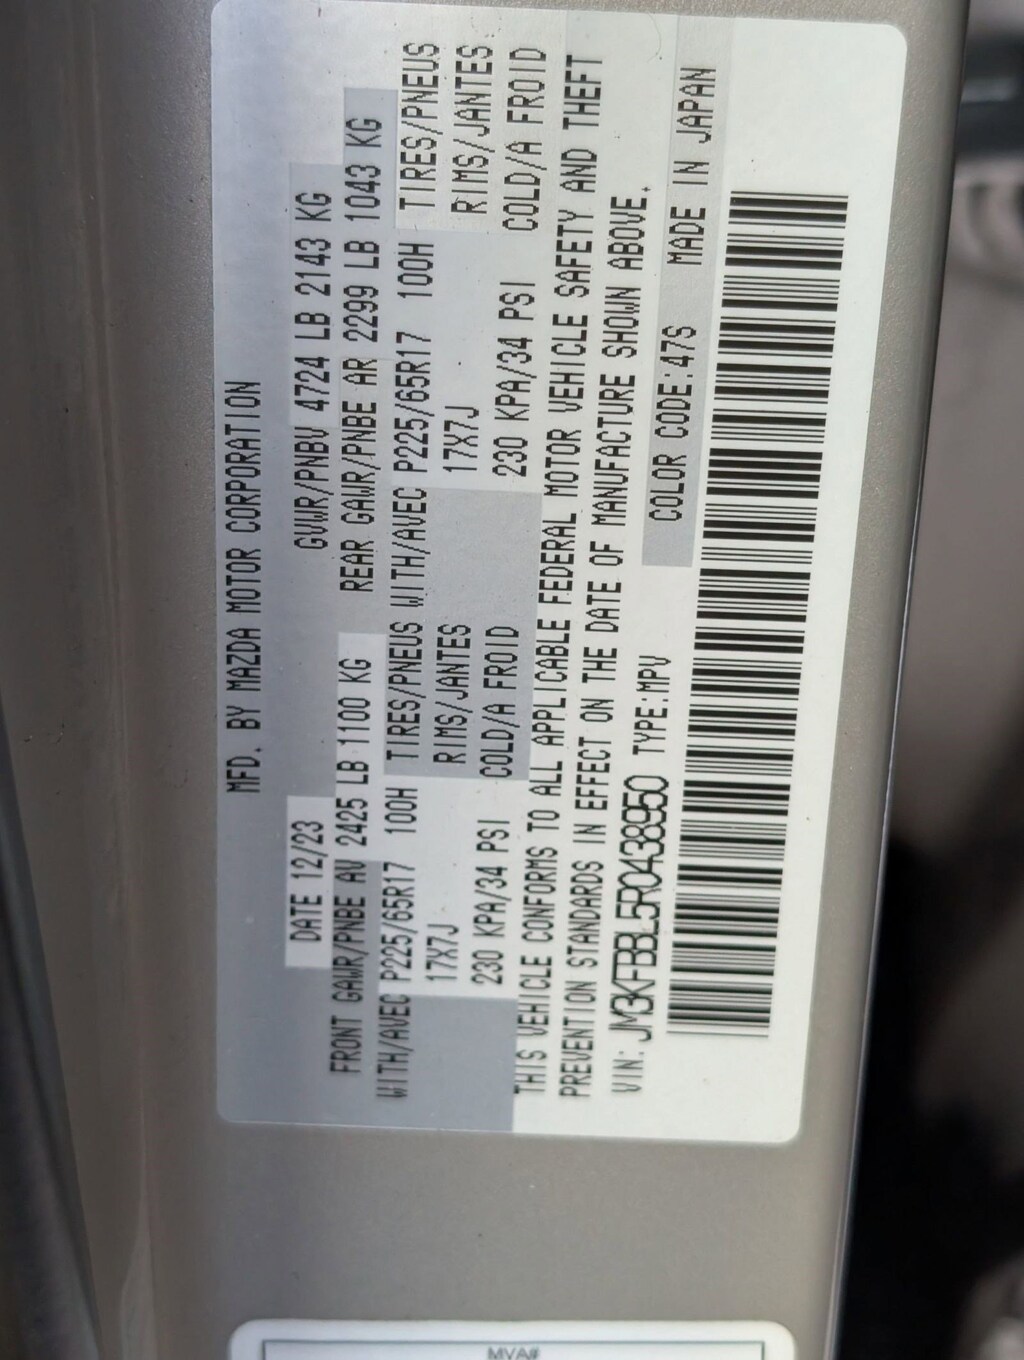 MFD. BY MAZDA MOTOR CORPORATION
DATE 12/23 GVWR/PNBV 4724 LB 2143 KG
FRONT GAWR/PNBE AV 2425 LB 1100 KG REAR GAWR/PNBE AR 2299 LB 1043 KG
WITH/AVEC P225/65R17 100H TIRES/PNEUS WITH/AVEC P225/65R17 100H TIRES/PNEUS
17X7J RIMS/JANTES 17X7J RIMS/JANTES
230 KPA/34 PSI COLD/A FROID 230 KPA/34 PSI COLD/A FROID
THIS VEHICLE CONFORMS TO ALL APPLICABLE FEDERAL MOTOR VEHICLE SAFETY AND THEFT
PREVENTION STANDARDS IN EFFECT ON THE DATE OF MANUFACTURE SHOWN ABOVE.
VIN: JM3KFBBL5R0438950 TYPE:MPV COLOR CODE:47S MADE IN JAPAN
MVA#